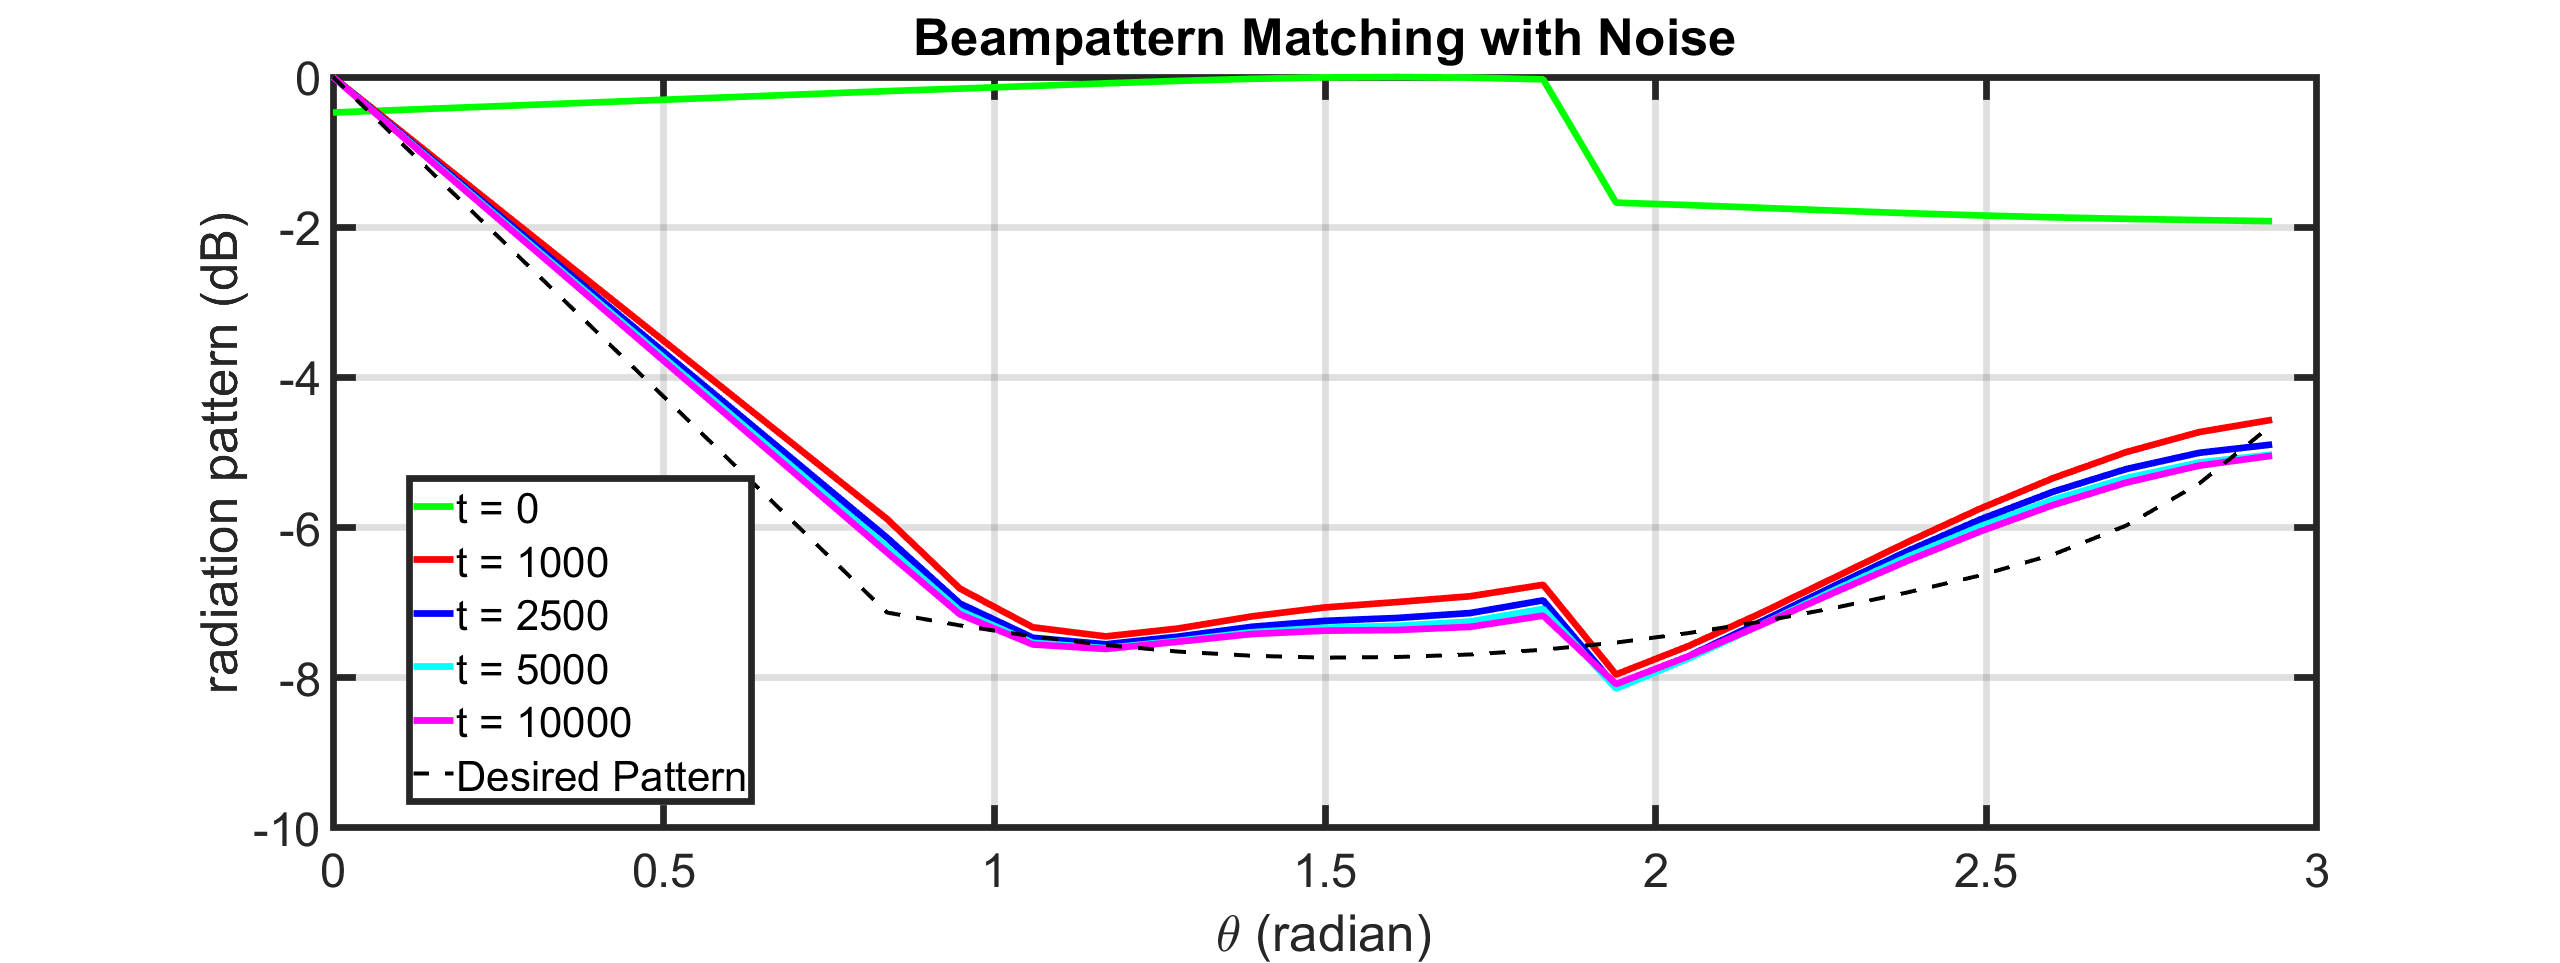 Beampattern Matching with Noise
radiation pattern (dB)
0
-2
-4
-6
-8
-10
t = 0
t = 1000
t = 2500
t = 5000
t = 10000
Desired Pattern
0 0.5 1 1.5 2 2.5 3
θ (radian)